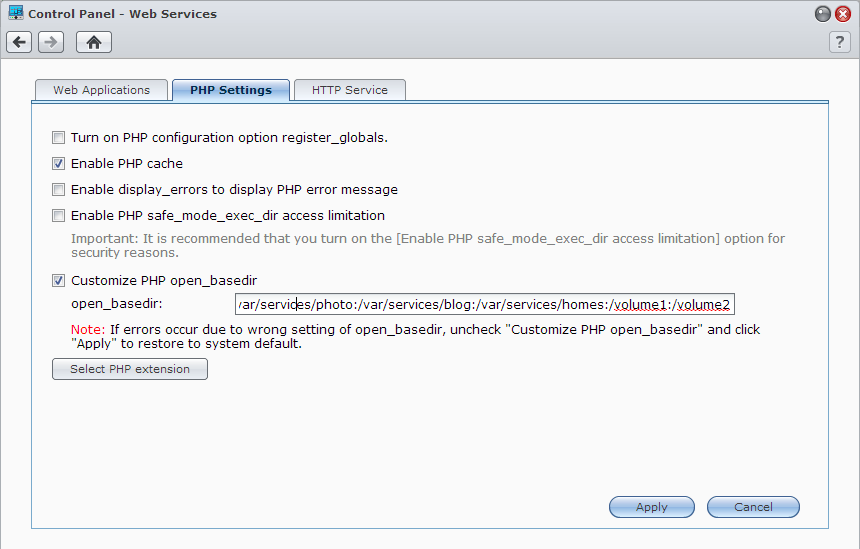 Control Panel - Web Services
?
Web Applications
PHP Settings
HTTP Service
Turn on PHP configuration option register_globals.
Enable PHP cache
Enable display_errors to display PHP error message
Enable PHP safe_mode_exec_dir access limitation
Important: It is recommended that you turn on the [Enable PHP safe_mode_exec_dir access limitation] option for
security reasons.
Customize PHP open_basedir
open_basedir:
var/services/photo:/var/services/blog:/var/services/homes:/volume1:/volume2
Note: If errors occur due to wrong setting of open_basedir, uncheck "Customize PHP open_basedir" and click
"Apply" to restore to system default.
Select PHP extension
Apply
Cancel